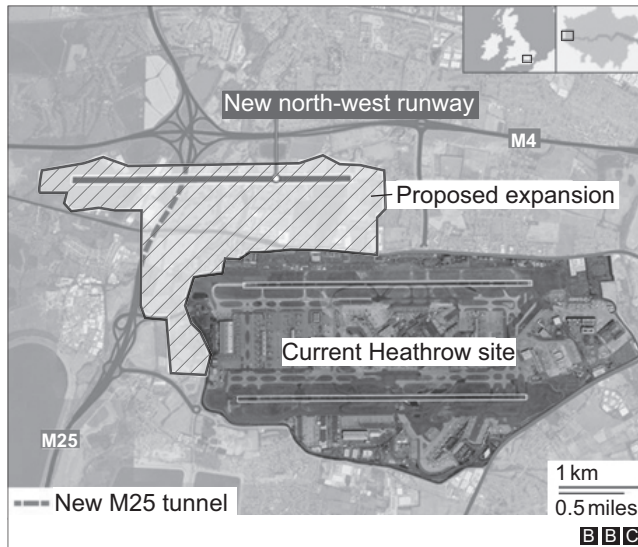 New north-west runway
M4
Proposed expansion
Current Heathrow site
M25
1 km
0.5 miles
New M25 tunnel
BBC